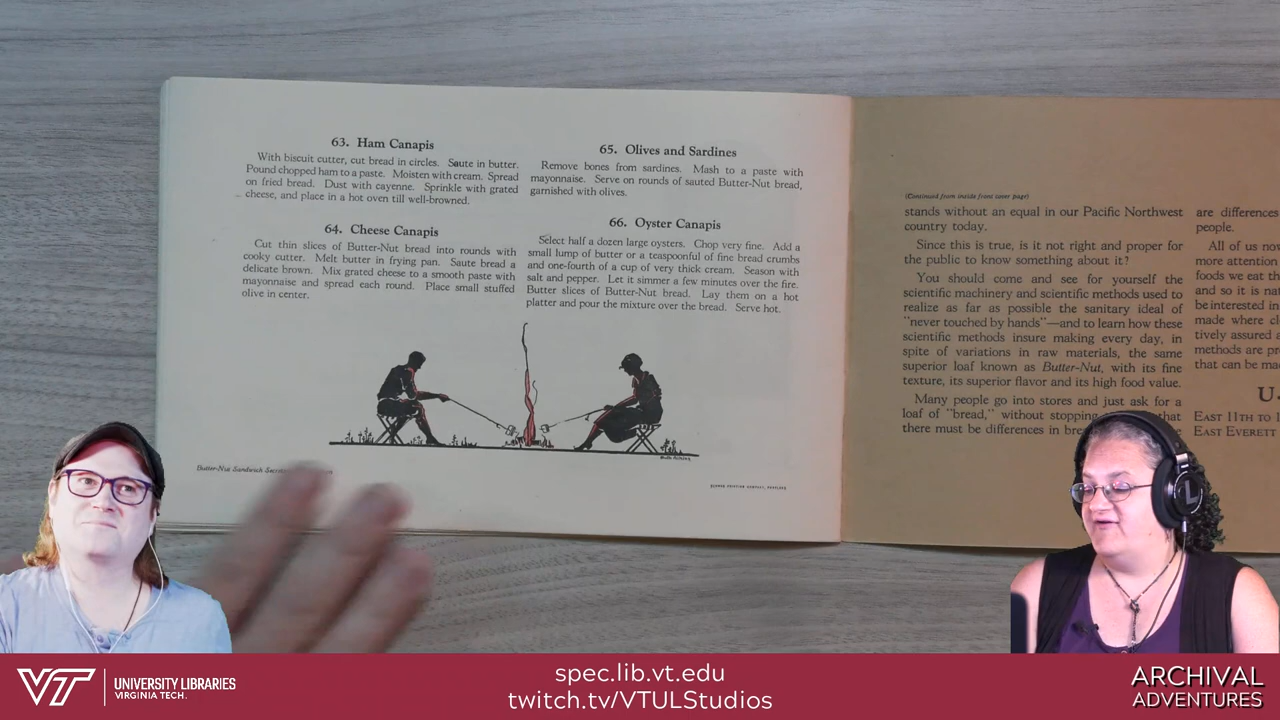 63. Ham Canapis
With biscuit cutter, cut bread in circles. Saute in butter.
Pound chopped ham to a paste. Moisten with cream. Spread
on fried bread. Dust with cayenne. Sprinkle with grated
cheese, and place in a hot oven till well-browned.
64. Cheese Canapis
Cut thin slices of Butter-Nut bread into rounds with
cooky cutter. Melt butter in frying pan. Saute bread a
delicate brown. Mix grated cheese to a smooth paste with
mayonnaise and spread each round. Place small stuffed
olive in center.
65. Olives and Sardines
Remove bones from sardines. Mash to a paste with
mayonnaise. Serve on rounds of sauted Butter-Nut bread,
garnished with olives.
66. Oyster Canapis
Select half a dozen large oysters. Chop very fine. Add a
small lump of butter or a teaspoonful of fine bread crumbs
and one-fourth of a cup of very thick cream. Season with
salt and pepper. Let it simmer a few minutes over the fire.
Butter slices of Butter-Nut bread. Lay them on a hot
platter and pour the mixture over the bread. Serve hot.
Butter-Nut Sandwich
(Continued from inside front cover page)
stands without an equal in our Pacific Northwest
country today.
Since this is true, is it not right and proper for
the public to know something about it?
You should come and see for yourself the
scientific machinery and scientific methods used to
realize as far as possible the sanitary ideal of
"never touched by hands"—and to learn how these
scientific methods insure making every day, in
spite of variations in raw materials, the same
superior loaf known as Butter-Nut, with its fine
texture, its superior flavor and its high food value.
Many people go into stores and just ask for a
loaf of "bread," without stopping that
there must be differences in
are differences
people.
All of us now
more attention
foods we eat
and so it is
be interested in
made where
tively assured
methods are
that can be
EAST 11TH TO
EAST EVERETT
VT UNIVERSITY LIBRARIES
VIRGINIA TECH.
spec.lib.vt.edu
twitch.tv/VTULStudios
ARCHIVAL
ADVENTURES